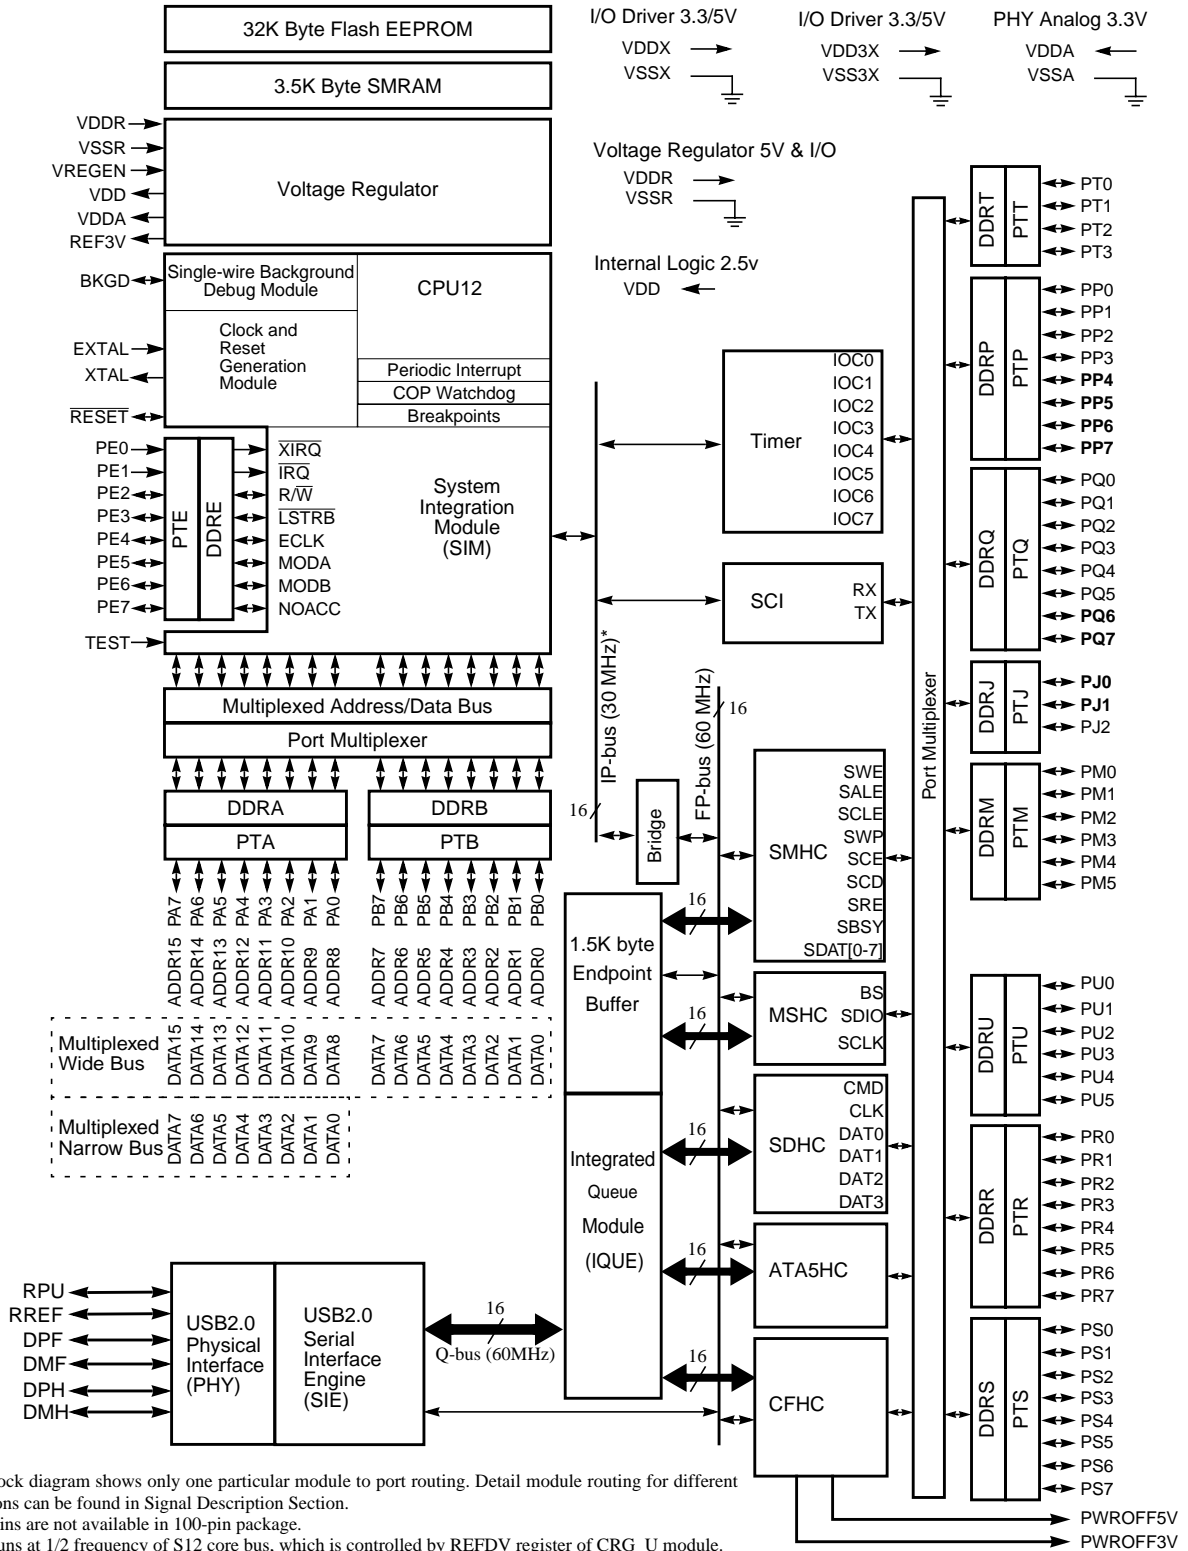 32K Byte Flash EEPROM
3.5K Byte SMRAM
VDDR
VSSR
VREGEN
VDD
VDDA
REF3V
Voltage Regulator
I/O Driver 3.3/5V
VDDX
VSSX
I/O Driver 3.3/5V
VDD3X
VSS3X
PHY Analog 3.3V
VDDA
VSSA
Voltage Regulator 5V & I/O
VDDR
VSSR
Internal Logic 2.5v
VDD
BKGD
EXTAL
XTAL
RESET
Single-wire Background
Debug Module
CPU12
Clock and
Reset
Generation
Module
Periodic Interrupt
COP Watchdog
Breakpoints
PE0
PE1
PE2
PE3
PE4
PE5
PE6
PE7
TEST
PTE
DDRE
XIRQ
IRQ
R/W
LSTRB
ECLK
MODA
MODB
NOACC
System
Integration
Module
(SIM)
Multiplexed Address/Data Bus
Port Multiplexer
DDRA
PTA
DDRB
PTB
PA7
PA6
PA5
PA4
PA3
PA2
PA1
PA0
PB7
PB6
PB5
PB4
PB3
PB2
PB1
PB0
ADDR15
ADDR14
ADDR13
ADDR12
ADDR11
ADDR10
ADDR9
ADDR8
ADDR7
ADDR6
ADDR5
ADDR4
ADDR3
ADDR2
ADDR1
ADDR0
Multiplexed
Wide Bus
DATA15
DATA14
DATA13
DATA12
DATA11
DATA10
DATA9
DATA8
DATA7
DATA6
DATA5
DATA4
DATA3
DATA2
DATA1
DATA0
Multiplexed
Narrow Bus
DATA7
DATA6
DATA5
DATA4
DATA3
DATA2
DATA1
DATA0
RPU
RREF
DPF
DMF
DPH
DMH
USB2.0
Physical
Interface
(PHY)
USB2.0
Serial
Interface
Engine
(SIE)
16
Q-bus (60MHz)
IP-bus (30 MHz)*
16
Bridge
FP-bus (60 MHz)
16
1.5K byte
Endpoint
Buffer
Integrated
Queue
Module
(IQUE)
16
16
16
16
16
Timer
IOC0
IOC1
IOC2
IOC3
IOC4
IOC5
IOC6
IOC7
SCI
RX
TX
SMHC
SWE
SALE
SCLE
SWP
SCE
SCD
SRE
SBSY
SDAT[0-7]
MSHC
BS
SDIO
SCLK
SDHC
CMD
CLK
DAT0
DAT1
DAT2
DAT3
ATA5HC
CFHC
Port Multiplexer
DDRT
PTT
PT0
PT1
PT2
PT3
DDRP
PTP
PP0
PP1
PP2
PP3
PP4
PP5
PP6
PP7
DDRQ
PTQ
PQ0
PQ1
PQ2
PQ3
PQ4
PQ5
PQ6
PQ7
DDRJ
PTJ
PJ0
PJ1
PJ2
DDRM
PTM
PM0
PM1
PM2
PM3
PM4
PM5
DDRU
PTU
PU0
PU1
PU2
PU3
PU4
PU5
DDRR
PTR
PR0
PR1
PR2
PR3
PR4
PR5
PR6
PR7
DDRS
PTS
PS0
PS1
PS2
PS3
PS4
PS5
PS6
PS7
PWROFF5V
PWROFF3V
ock diagram shows only one particular module to port routing. Detail module routing for different
ons can be found in Signal Description Section.
ins are not available in 100-pin package.
uns at 1/2 frequency of S12 core bus, which is controlled by REFDV register of CRG_U module.